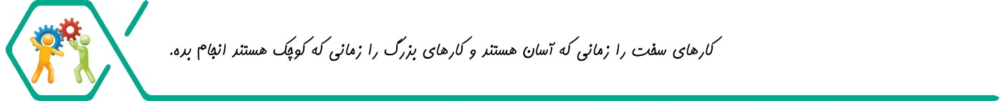 کارهای سخت را زمانی که آسان هستند و کارهای بزرگ را زمانی که کوچک هستند انجام بده.